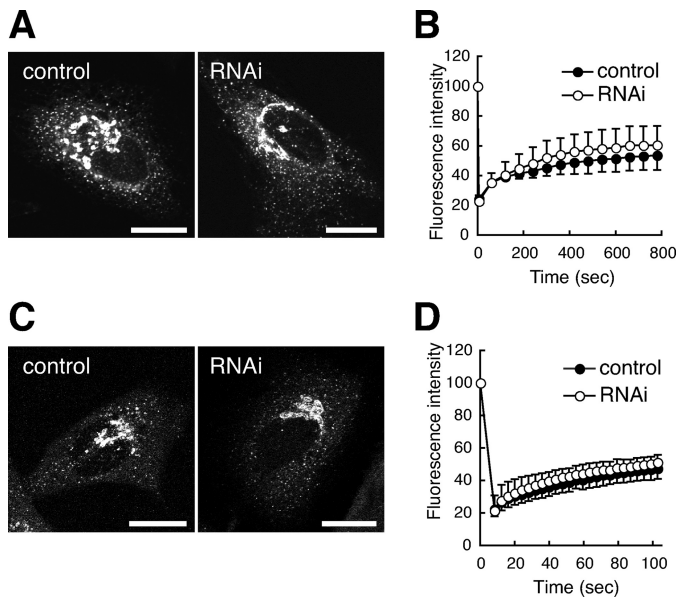 A
control
RNAi
B
Fluorescence intensity
120
100
80
60
40
20
0
control
RNAi
0 200 400 600 800
Time (sec)
C
control
RNAi
D
Fluorescence intensity
120
100
80
60
40
20
0
control
RNAi
0 20 40 60 80 100
Time (sec)